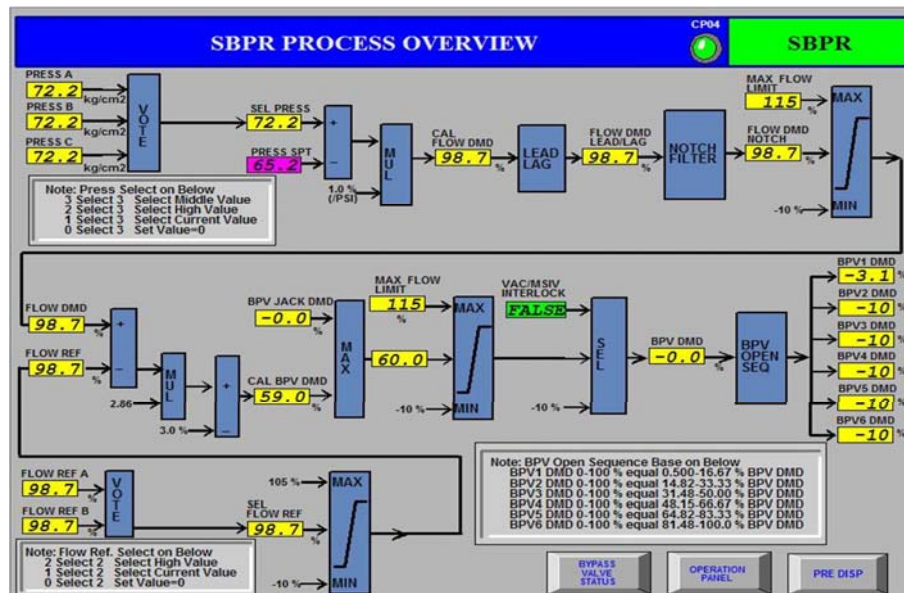 SBPR PROCESS OVERVIEW
CP04
SBPR
PRESS A
72.2
kg/cm2
PRESS B
72.2
kg/cm2
PRESS C
72.2
kg/cm2
VOTE
SEL PRESS
72.2
PRESS SPT
65.2
+
-
1.0 %
(/PSI)
MUL
CAL
FLOW DMD
98.7
%
LEAD
LAG
FLOW DMD
LEAD/LAG
98.7
%
NOTCH
FILTER
MAX_FLOW
LIMIT
115
%
FLOW DMD
NOTCH
98.7
%
-10 %
MAX
MIN
Note: Press Select on Below
3 Select 3 Select Middle Value
2 Select 3 Select High Value
1 Select 3 Select Current Value
0 Select 3 Set Value=0
FLOW DMD
98.7
%
FLOW REF
98.7
%
+
-
2.86
MUL
3.0 %
+
-
BPV JACK DMD
-0.0
%
CAL BPV DMD
59.0
%
MAX
MAX_FLOW
LIMIT
115
%
60.0
-10 %
MAX
MIN
VAC/MSIV
INTERLOCK
FALSE
-10 %
SEL
BPV DMD
-0.0
%
BPV
OPEN
SEQ
BPV1 DMD
-3.1 %
BPV2 DMD
-10 %
BPV3 DMD
-10 %
BPV4 DMD
-10 %
BPV5 DMD
-10 %
BPV6 DMD
-10 %
FLOW REF A
98.7
%
FLOW REF B
98.7
%
VOTE
SEL
FLOW REF
98.7
%
105 %
-10 %
MAX
MIN
Note: Flow Ref. Select on Below
2 Select 2 Select High Value
1 Select 2 Select Current Value
0 Select 2 Set Value=0
Note: BPV Open Sequence Base on Below
BPV1 DMD 0-100 % equal 0.500-16.67 % BPV DMD
BPV2 DMD 0-100 % equal 14.82-33.33 % BPV DMD
BPV3 DMD 0-100 % equal 31.48-50.00 % BPV DMD
BPV4 DMD 0-100 % equal 48.15-66.67 % BPV DMD
BPV5 DMD 0-100 % equal 64.82-83.33 % BPV DMD
BPV6 DMD 0-100 % equal 81.48-100.0 % BPV DMD
BYPASS
VALVE
STATUS
OPERATION
PANEL
PRE DISP